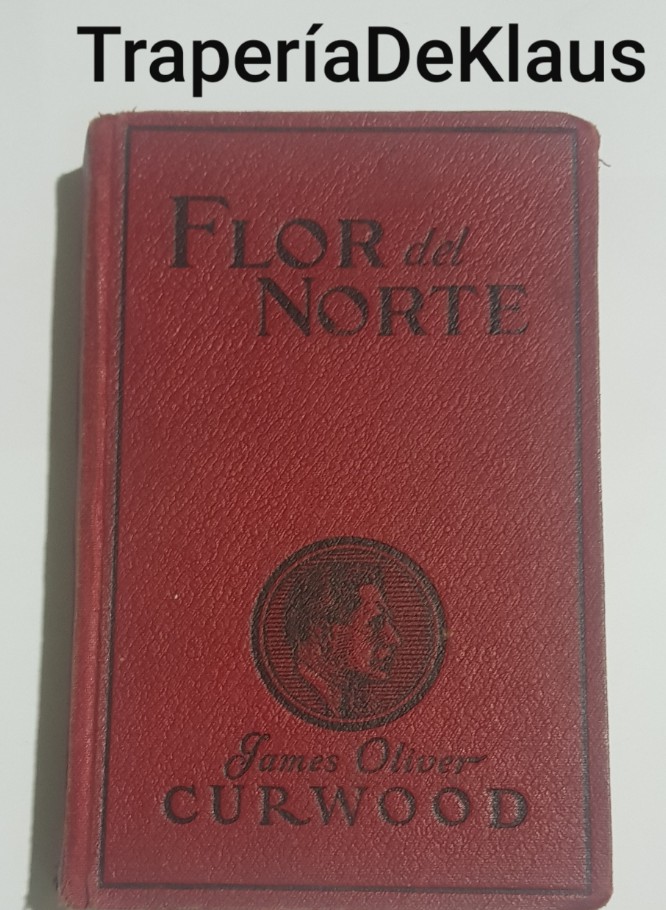 TraperíaDeKlaus
FLOR del
NORTE
James Oliver
CURWOOD